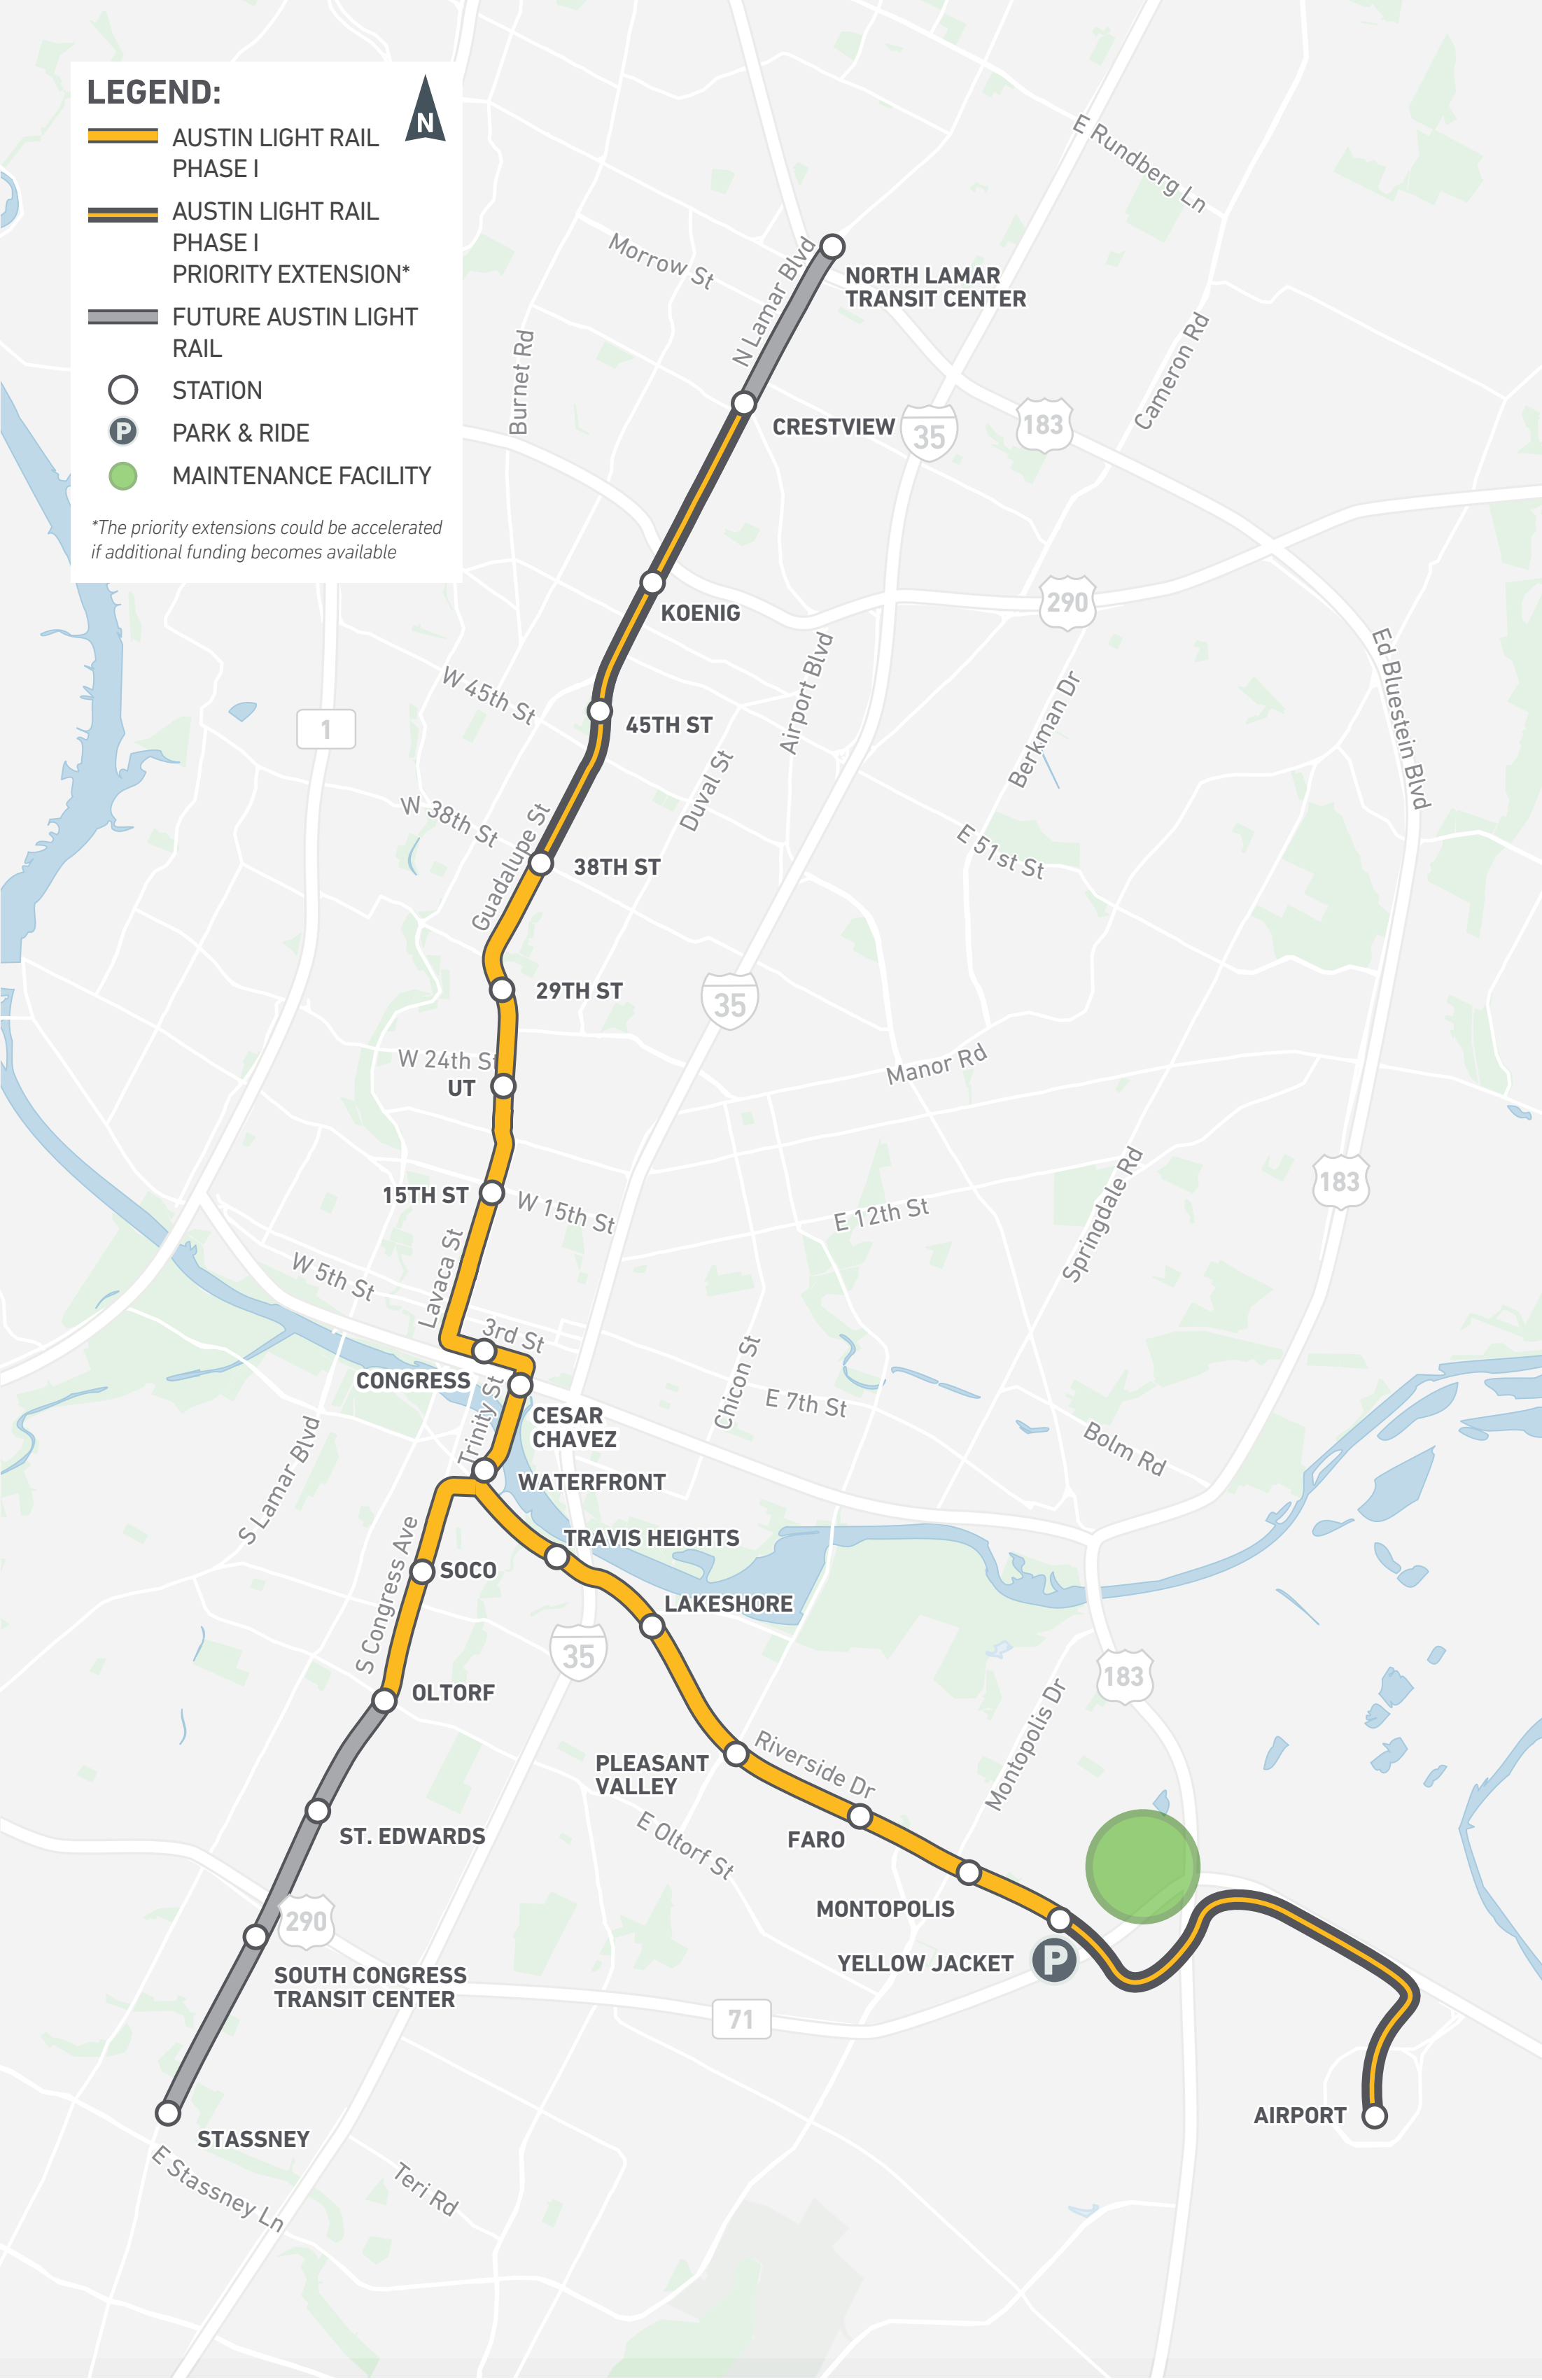 LEGEND:
N
AUSTIN LIGHT RAIL
PHASE I
AUSTIN LIGHT RAIL
PHASE I
PRIORITY EXTENSION*
FUTURE AUSTIN LIGHT
RAIL
STATION
P
PARK & RIDE
MAINTENANCE FACILITY
*The priority extensions could be accelerated
if additional funding becomes available
E Rundberg Ln
Morrow St
N Lamar Blvd
NORTH LAMAR
TRANSIT CENTER
Burnet Rd
Cameron Rd
CRESTVIEW
35
183
KOENIG
290
Ed Bluestein Blvd
W 45th St
45TH ST
Airport Blvd
Berkman Dr
1
Duval St
W 38th St
Guadalupe St
38TH ST
E 51st St
29TH ST
35
W 24th St
UT
Manor Rd
183
15TH ST
W 15th St
E 12th St
Springdale Rd
W 5th St
Lavaca St
3rd St
CONGRESS
Trinity St
CESAR
CHAVEZ
Chicon St
E 7th St
Bolm Rd
S Lamar Blvd
WATERFRONT
TRAVIS HEIGHTS
S Congress Ave
SOCO
LAKESHORE
35
183
OLTORF
Montopolis Dr
PLEASANT
VALLEY
Riverside Dr
ST. EDWARDS
E Oltorf St
FARO
290
MONTOPOLIS
YELLOW JACKET
P
SOUTH CONGRESS
TRANSIT CENTER
71
AIRPORT
STASSNEY
E Stassney Ln
Teri Rd